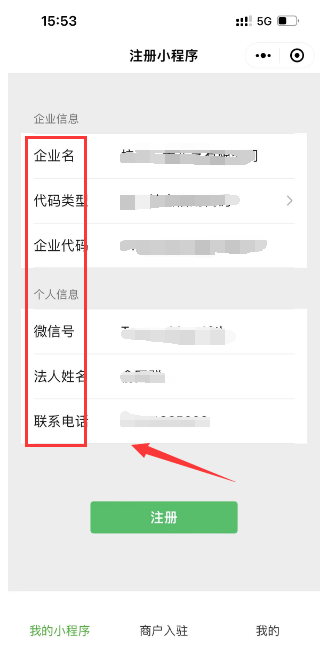 15:53 5G
注册小程序
企业信息
企业名
代码类型
企业代码
个人信息
微信号
法人姓名
联系电话
注册
我的小程序 商户入驻 我的